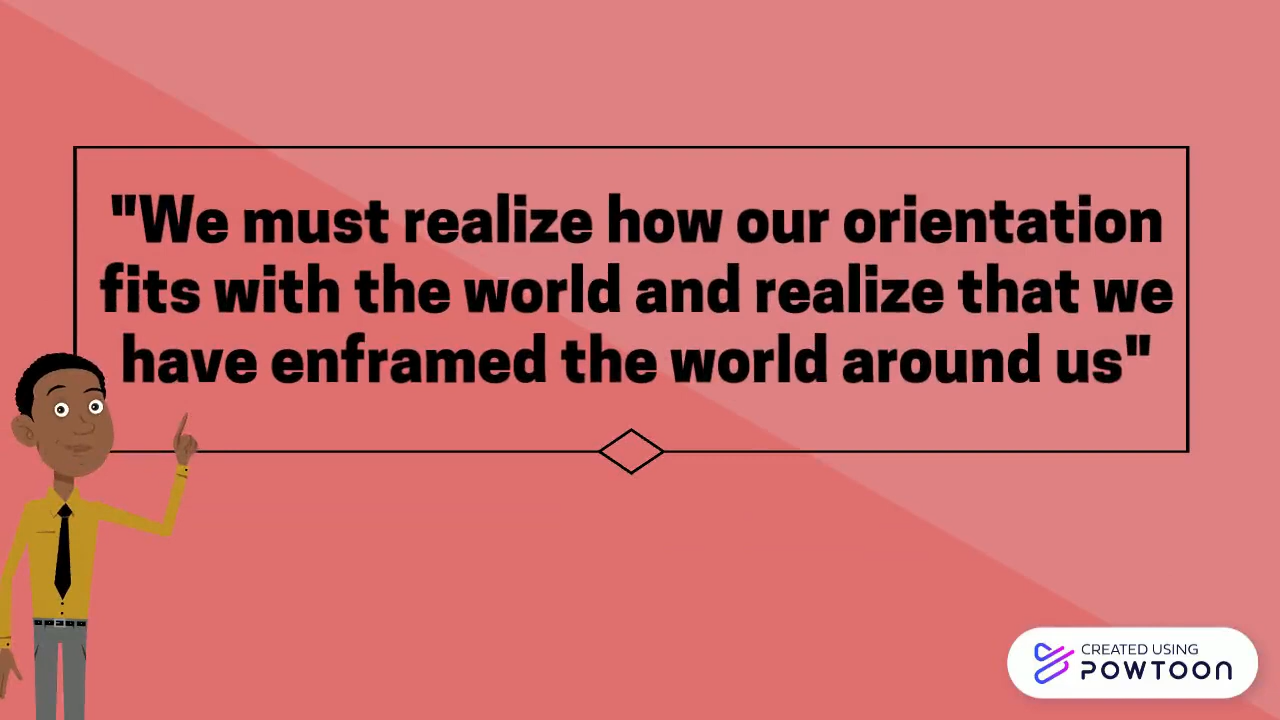 "We must realize how our orientation
fits with the world and realize that we
have enframed the world around us"
CREATED USING
POWTOON